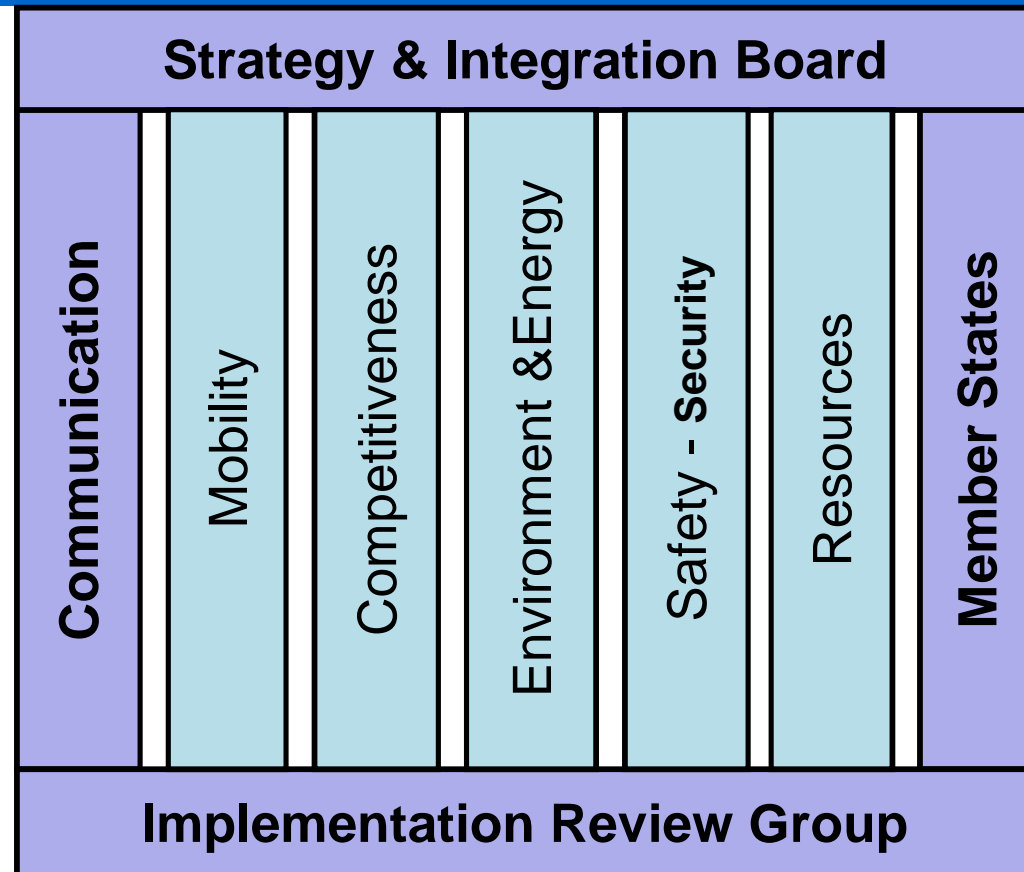 Strategy & Integration Board
Communication
Mobility
Competitiveness
Environment &Energy
Safety - Security
Resources
Member States
Implementation Review Group